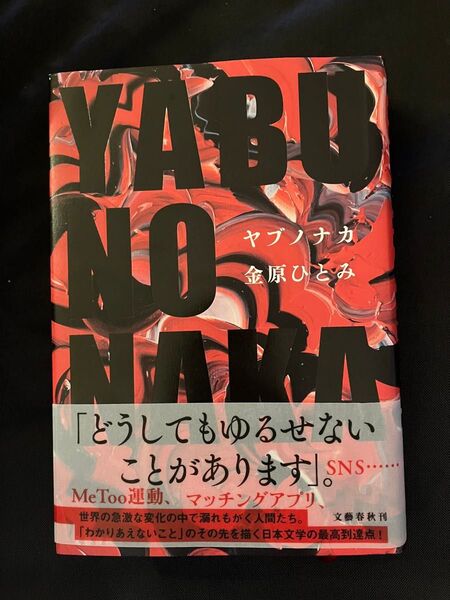 YABU
NO
NAKA
ヤブノナカ
金原ひとみ
「どうしてもゆるせない
ことがあります」。
SNS……
MeToo運動、マッチングアプリ、
世界の急激な変化の中で溺れもがく人間たち。
「わかりあえないこと」のその先を描く日本文学の最高到達点！
文藝春秋刊